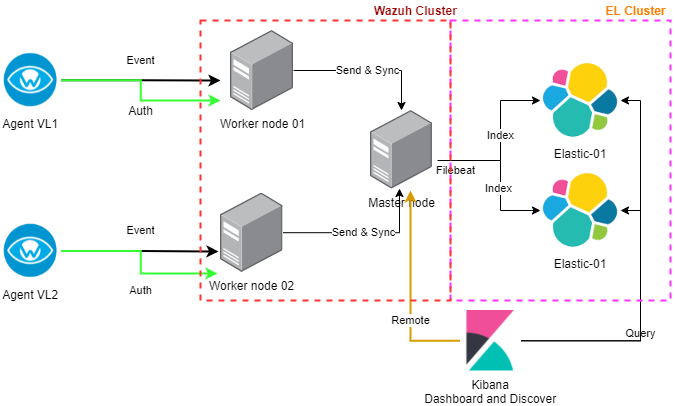 Wazuh Cluster
EL Cluster
Event
Send & Sync
Auth
Agent VL1
Worker node 01
Index
Elastic-01
Filebeat
Index
Master node
Event
Send & Sync
Elastic-01
Auth
Agent VL2
Worker node 02
Remote
Query
Kibana
Dashboard and Discover